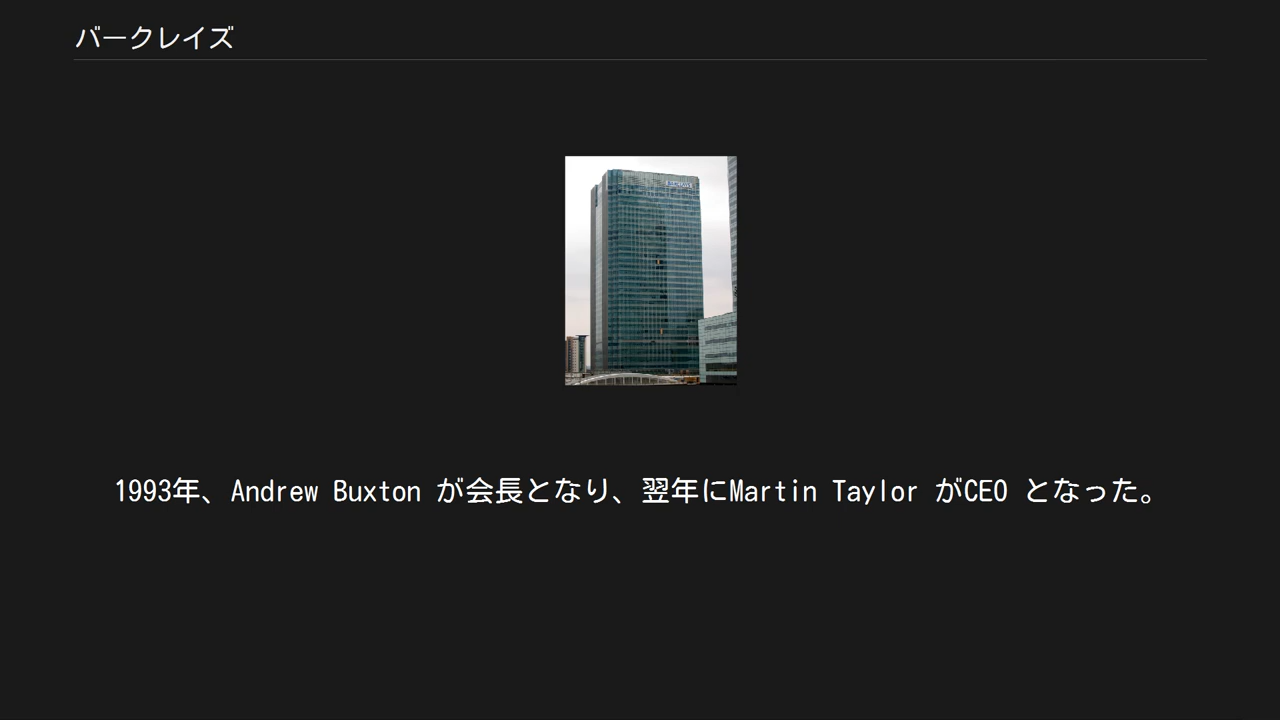 バークレイズ
1993年、Andrew Buxton が会長となり、翌年にMartin Taylor がCEO となった。